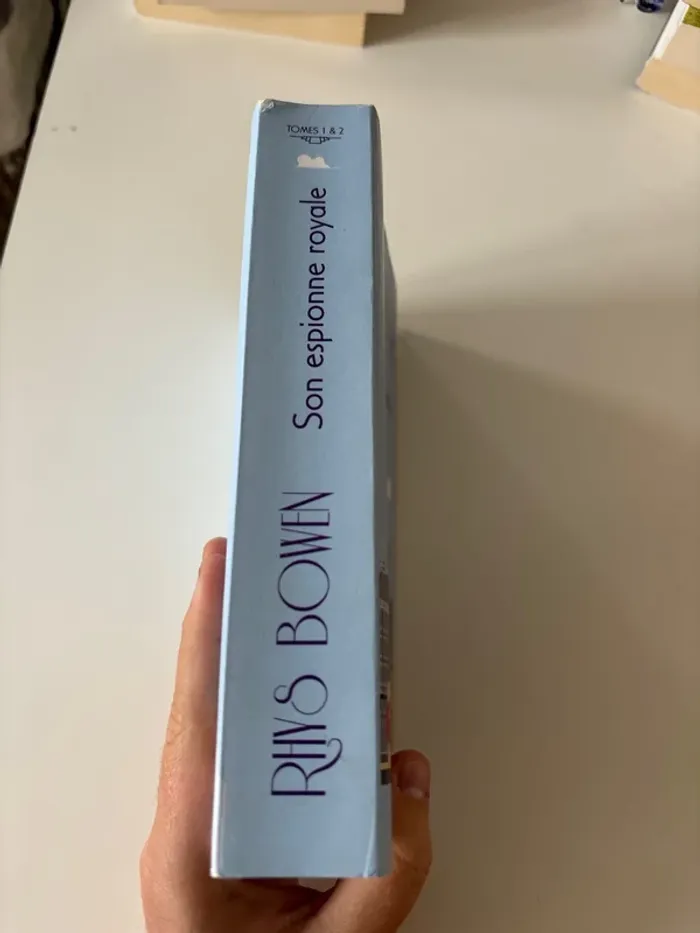 TOMES 1 & 2
Son espionne royale
RHYS BOWEN